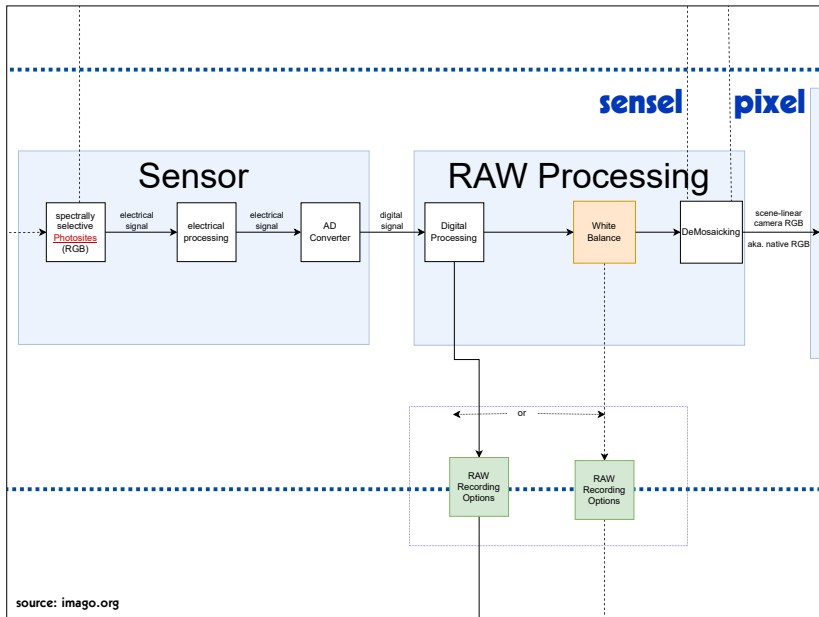 sensel pixel
Sensor
RAW Processing
spectrally
selective
Photosites
(RGB)
electrical
signal
electrical
processing
electrical
signal
AD
Converter
digital
signal
Digital
Processing
White
Balance
DeMosaicking
scene-linear
camera RGB
aka. native RGB
or
RAW
Recording
Options
RAW
Recording
Options
source: imago.org